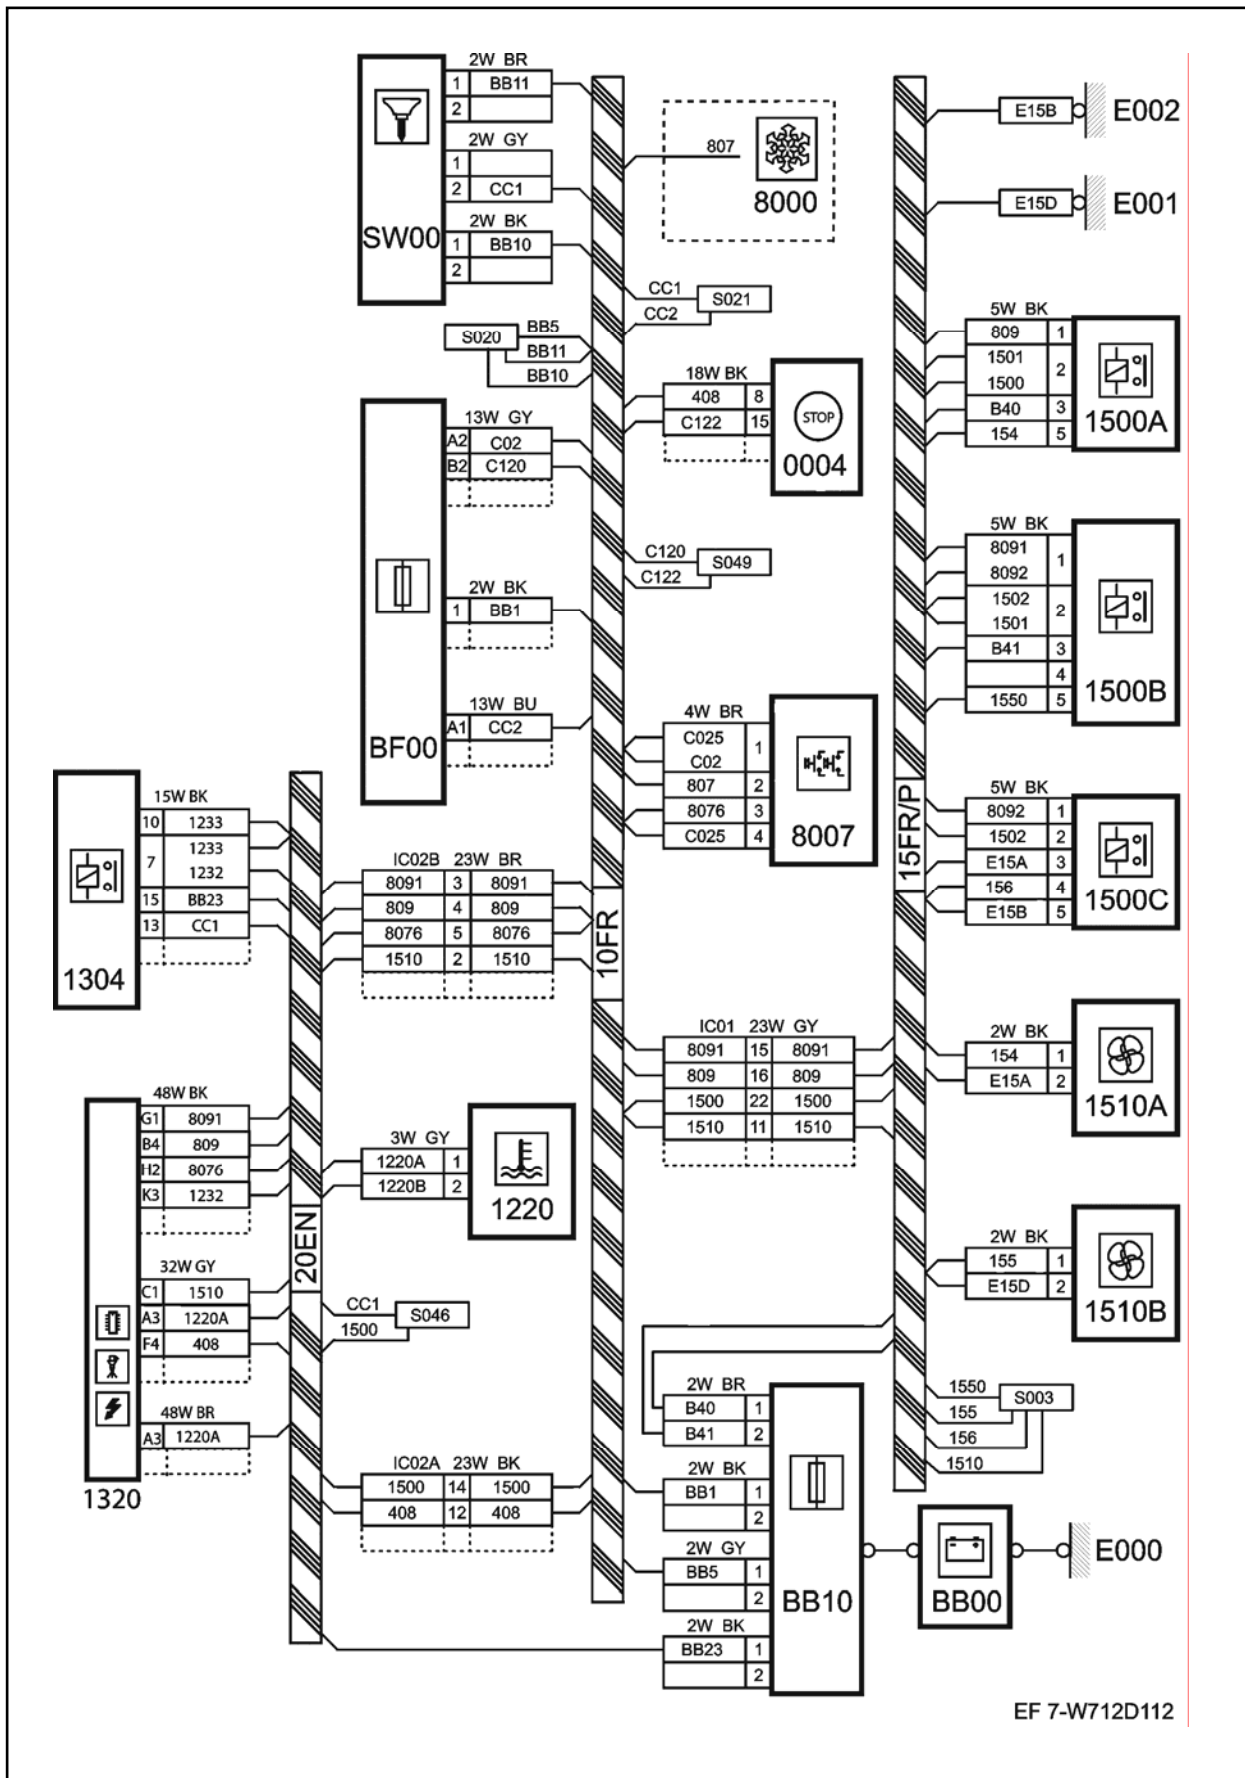 2W BR
1 BB11
2
2W GY
1
2 CC1
SW00
2W BK
1 BB10
2
807
8000
E15B E002
E15D E001
CC1 S021
CC2
S020 BB5
BB11
BB10
5W BK
809 1
1501
2
1500
B40 3
154 5
1500A
18W BK
408 8
C122 15
STOP
0004
13W GY
A2 C02
B2 C120
C120 S049
C122
2W BK
1 BB1
13W BU
A1 CC2
BF00
5W BK
8091
1
8092
1502
2
1501
B41 3
4
1550 5
1500B
4W BR
C025
1
C02
807 2
8076 3
C025 4
8007
15FR/P
5W BK
8092 1
1502 2
E15A 3
156 4
E15B 5
1500C
15W BK
10 1233
1233
7
1232
15 BB23
13 CC1
1304
IC02B 23W BR
8091 3 8091
809 4 809
8076 5 8076
1510 2 1510
10FR
IC01 23W GY
8091 15 8091
809 16 809
1500 22 1500
1510 11 1510
2W BK
154 1
E15A 2
1510A
48W BK
G1 8091
B4 809
H2 8076
K3 1232
3W GY
1220A 1
1220B 2
1220
20EN
32W GY
C1 1510
A3 1220A
F4 408
CC1 S046
1500
2W BK
155 1
E15D 2
1510B
48W BR
A3 1220A
1320
2W BR
B40 1
B41 2
1550 S003
155
156
1510
IC02A 23W BK
1500 14 1500
408 12 408
2W BK
BB1 1
2
2W GY
BB5 1
2
BB10
BB00
E000
2W BK
BB23 1
2
EF 7-W712D112